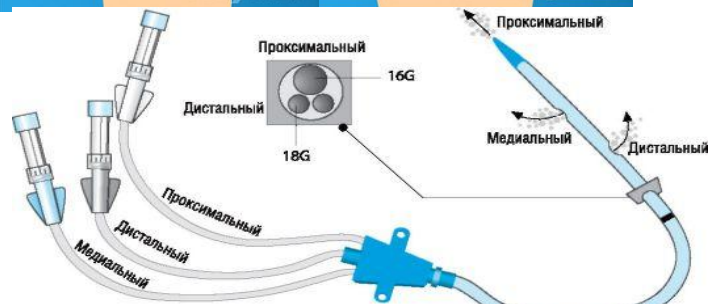 Проксимальный
Проксимальный
16G
Дистальный
18G
Медиальный
Дистальный
Проксимальный
Дистальный
Медиальный